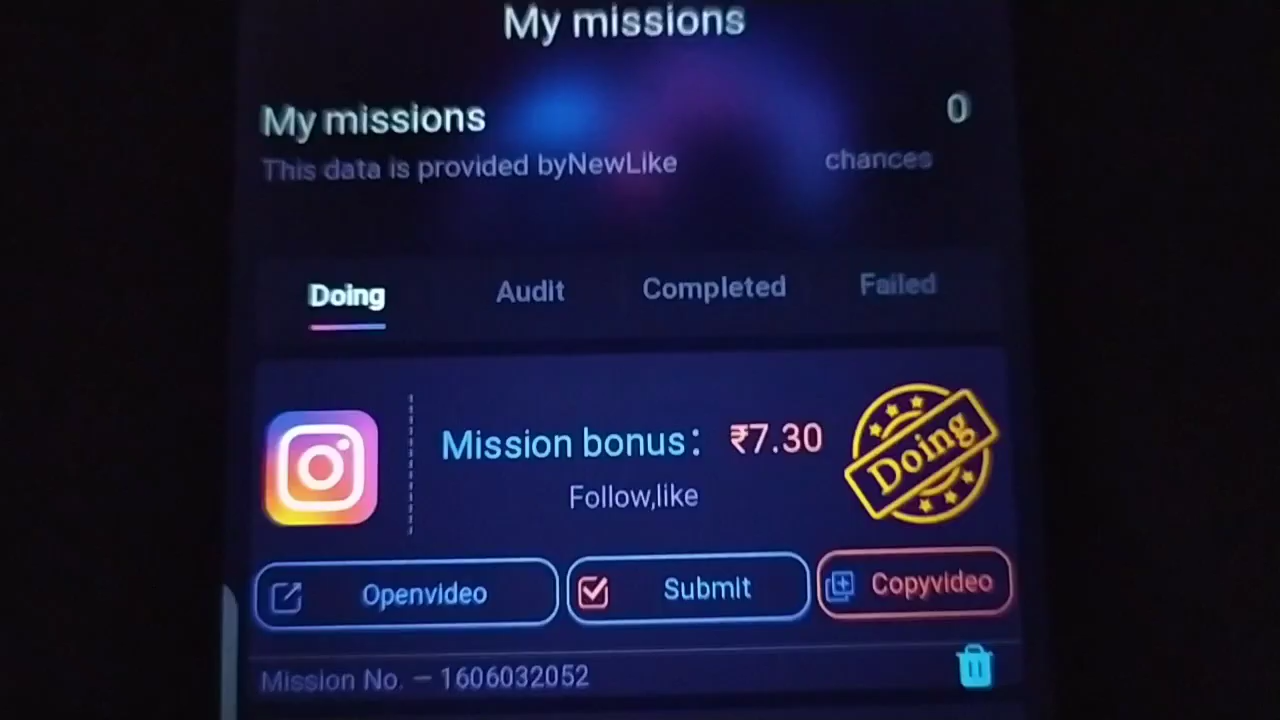 My missions
My missions 0
This data is provided byNewLike chances
Doing Audit Completed Failed
Mission bonus: ₹7.30
Follow,like
Doing
Openvideo Submit Copyvideo
Mission No. – 1606032052